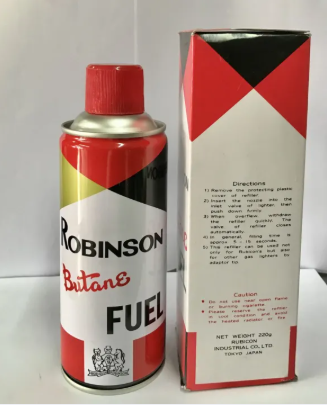 ROBINSON
Butane
FUEL
Directions
1) Remove the protecting plastic
cover of refiller.
2) Insert the nozzle into the
inlet valve of lighter then
push down firmly.
3) When overflow withdraw
the refiller quickly. The
valve of refiller closes
automatically.
4) In general filling time is
approx 5 - 15 seconds.
5) This refiller can be used not
only for Rubicons but also
for other gas lighters by
adaptor tip.
Caution
Do not use near open flame
or burning cigarette.
Please reserve the refiller
in cool condition and avoid
the heated radiator or fire.
NET WEIGHT 220g
RUBICON
INDUSTRIAL CO., LTD.
TOKYO JAPAN